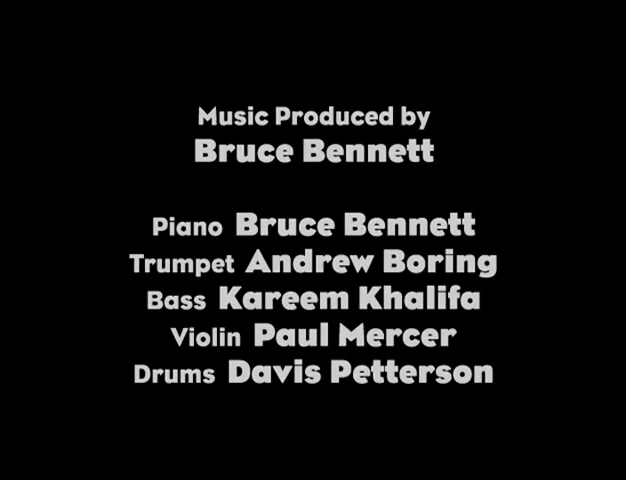 Music Produced by
Bruce Bennett
Piano Bruce Bennett
Trumpet Andrew Boring
Bass Kareem Khalifa
Violin Paul Mercer
Drums Davis Petterson